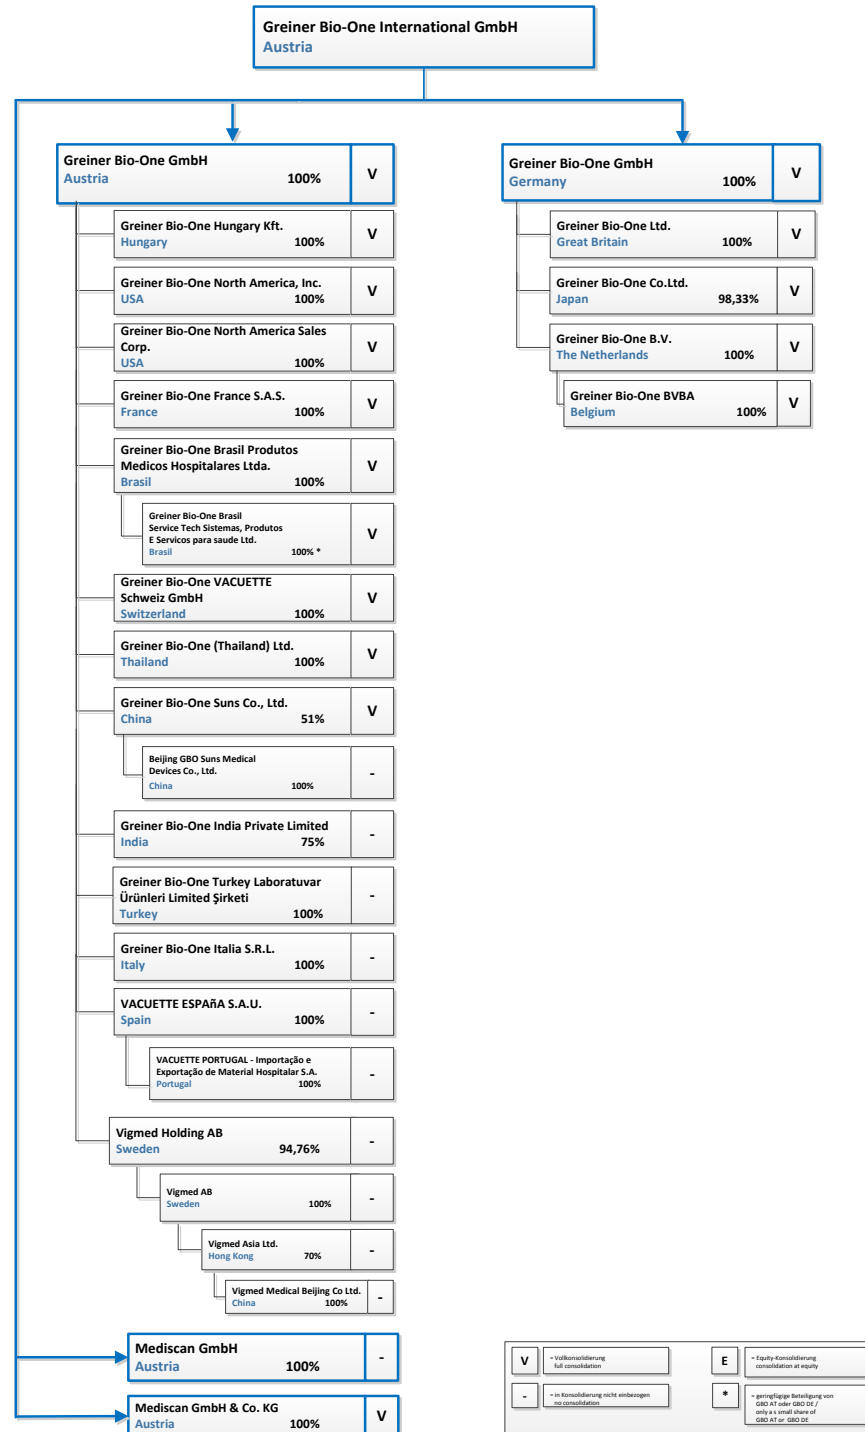 Greiner Bio-One International GmbH
Austria
Greiner Bio-One GmbH
Austria 100% V
Greiner Bio-One Hungary Kft.
Hungary 100% V
Greiner Bio-One North America, Inc.
USA 100% V
Greiner Bio-One North America Sales
Corp.
USA 100% V
Greiner Bio-One France S.A.S.
France 100% V
Greiner Bio-One Brasil Produtos
Medicos Hospitalares Ltda.
Brasil 100% V
Greiner Bio-One Brasil
Service Tech Sistemas, Produtos
E Servicos para saude Ltd.
Brasil 100% * V
Greiner Bio-One VACUETTE
Schweiz GmbH
Switzerland 100% V
Greiner Bio-One (Thailand) Ltd.
Thailand 100% V
Greiner Bio-One Suns Co., Ltd.
China 51% V
Beijing GBO Suns Medical
Devices Co., Ltd.
China 100% -
Greiner Bio-One India Private Limited
India 75% -
Greiner Bio-One Turkey Laboratuvar
Ürünleri Limited Şirketi
Turkey 100% -
Greiner Bio-One Italia S.R.L.
Italy 100% -
VACUETTE ESPAñA S.A.U.
Spain 100% -
VACUETTE PORTUGAL - Importação e
Exportação de Material Hospitalar S.A.
Portugal 100% -
Vigmed Holding AB
Sweden 94,76% -
Vigmed AB
Sweden 100% -
Vigmed Asia Ltd.
Hong Kong 70% -
Vigmed Medical Beijing Co Ltd.
China 100% -
Mediscan GmbH
Austria 100% -
Mediscan GmbH & Co. KG
Austria 100% V
Greiner Bio-One GmbH
Germany 100% V
Greiner Bio-One Ltd.
Great Britain 100% V
Greiner Bio-One Co.Ltd.
Japan 98,33% V
Greiner Bio-One B.V.
The Netherlands 100% V
Greiner Bio-One BVBA
Belgium 100% V
V = Vollkonsolidierung
full consolidation
E = Equity-Konsolidierung
consolidation at equity
- = in Konsolidierung nicht einbezogen
no consolidation
* = geringfügige Beteiligung von
GBO AT oder GBO DE /
only a s small share of
GBO AT or GBO DE